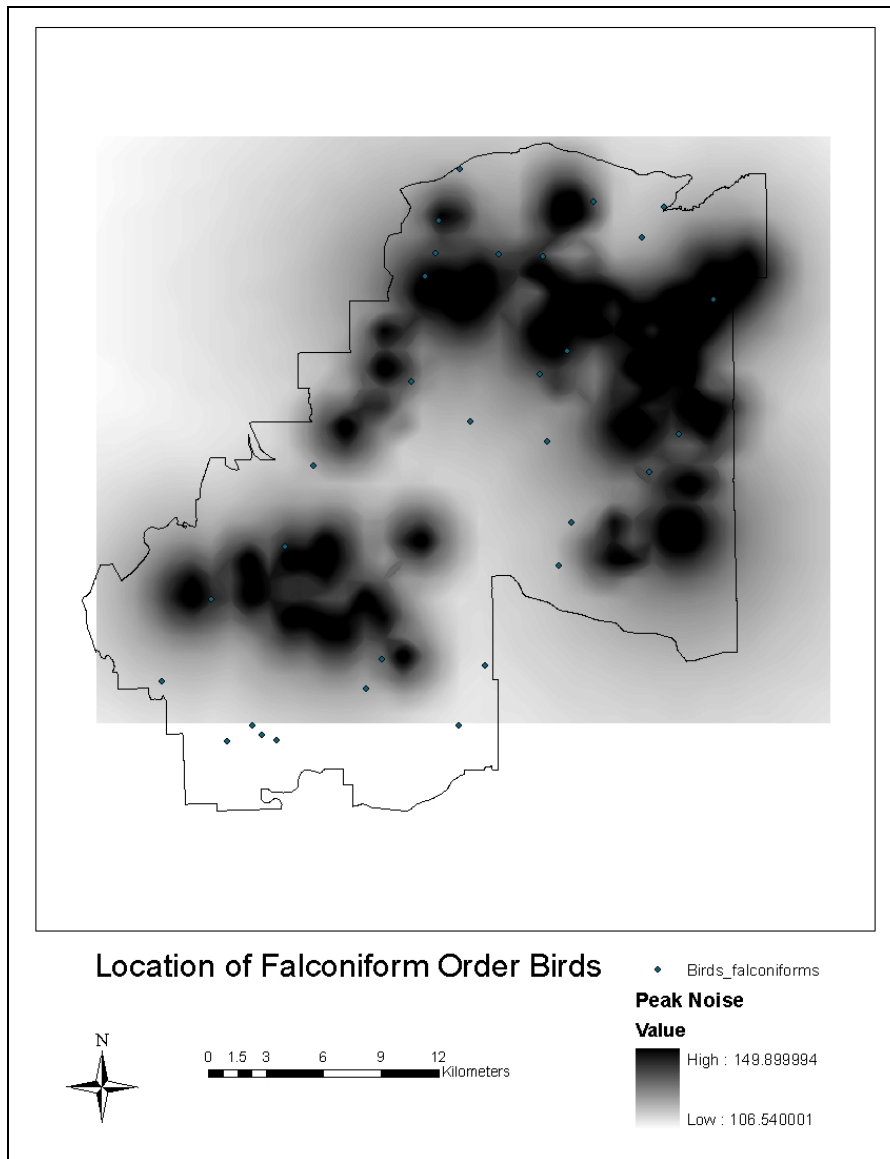 Location of Falconiform Order Birds
Birds_falconiforms
Peak Noise
Value
High : 149.899994
Low : 106.540001
N
0 1.5 3 6 9 12
Kilometers